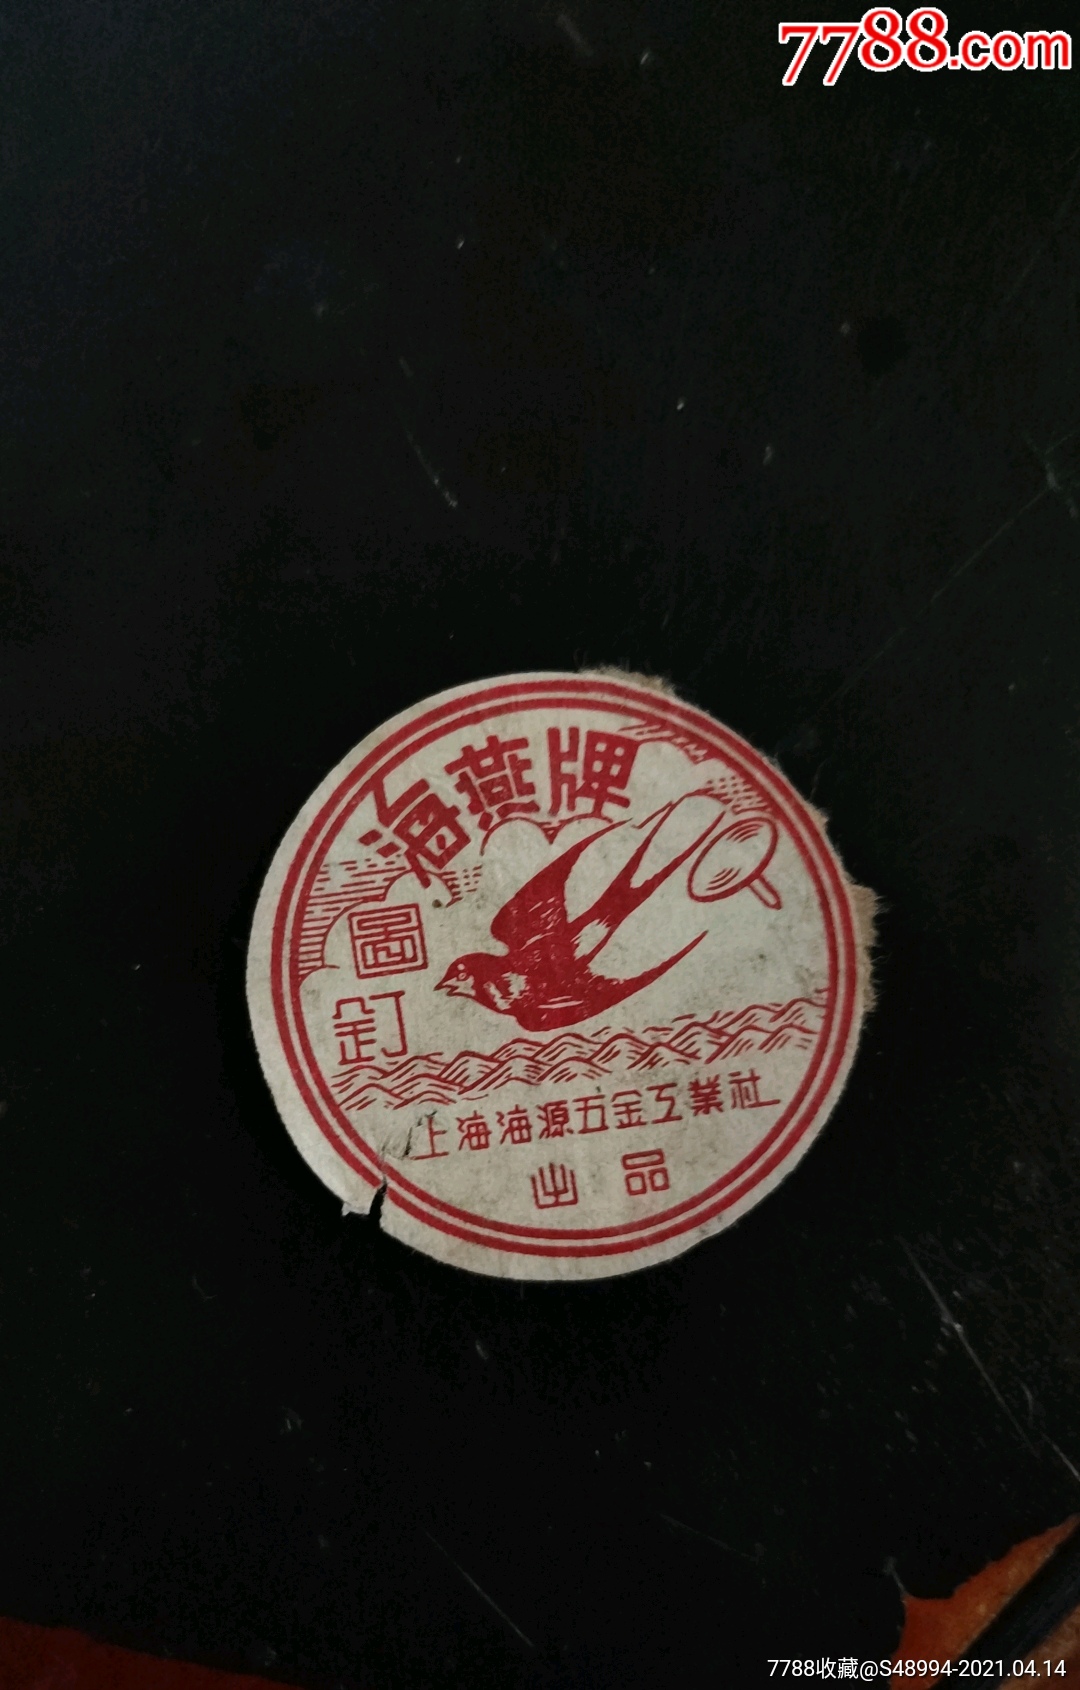 7788.com
海燕牌
圖釘
上海海源五金工業社
出品
7788收藏@S48994-2021.04.14